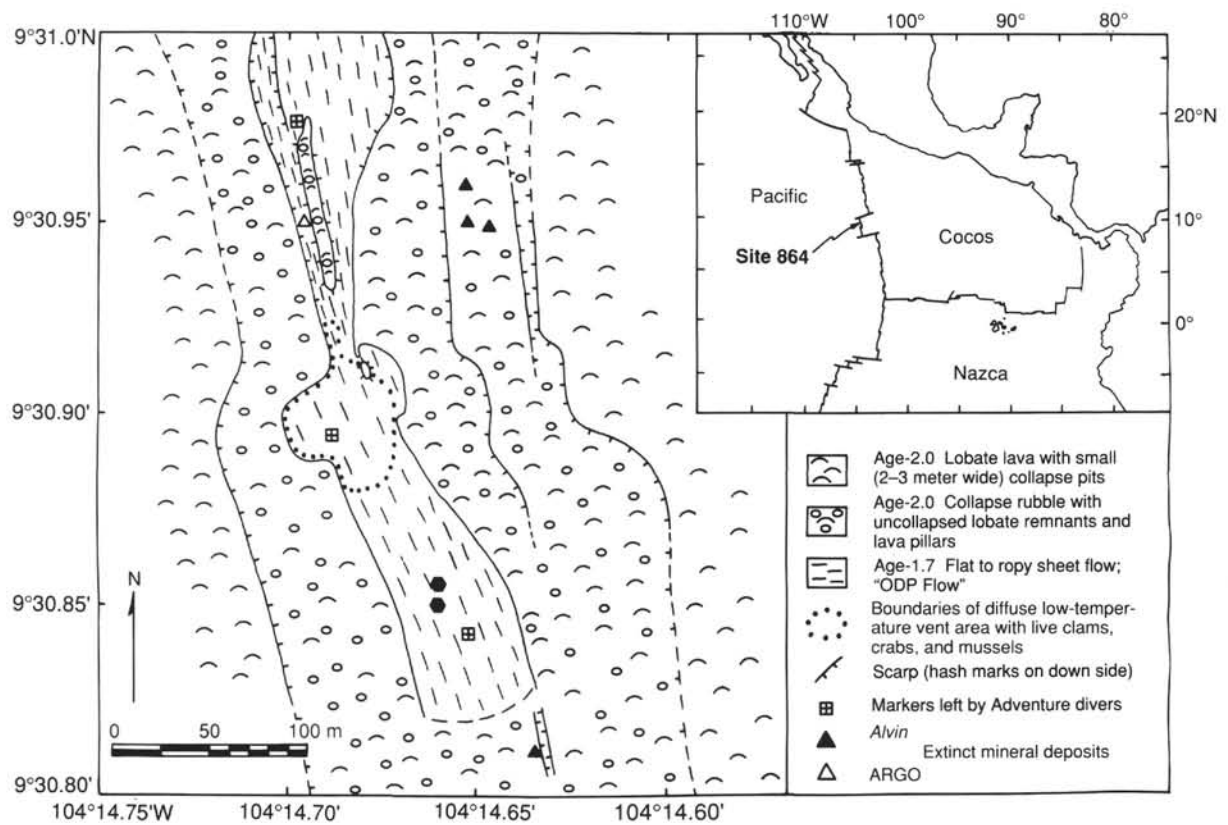 110°W 100° 90° 80°
9°31.0'N
9°30.95'
9°30.90'
9°30.85'
9°30.80'
104°14.75'W 104°14.70' 104°14.65' 104°14.60'
N
0 50 100 m
20°N
10°
0°
Pacific
Site 864
Cocos
Nazca
Age-2.0 Lobate lava with small
(2–3 meter wide) collapse pits
Age-2.0 Collapse rubble with
uncollapsed lobate remnants and
lava pillars
Age-1.7 Flat to ropy sheet flow;
"ODP Flow"
Boundaries of diffuse low-temper-
ature vent area with live clams,
crabs, and mussels
Scarp (hash marks on down side)
Markers left by Adventure divers
Alvin
Extinct mineral deposits
ARGO